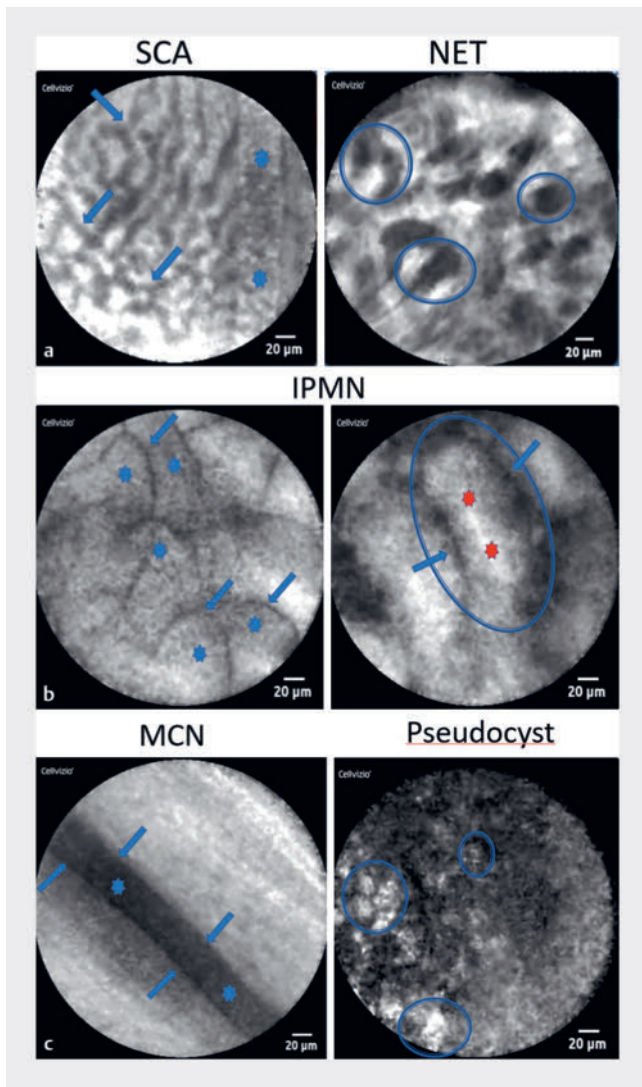 SCA NET
Cellvizio' Cellvizio'
a 20 µm 20 µm
IPMN
Cellvizio' Cellvizio'
b 20 µm 20 µm
MCN Pseudocyst
Cellvizio' Cellvizio'
c 20 µm 20 µm